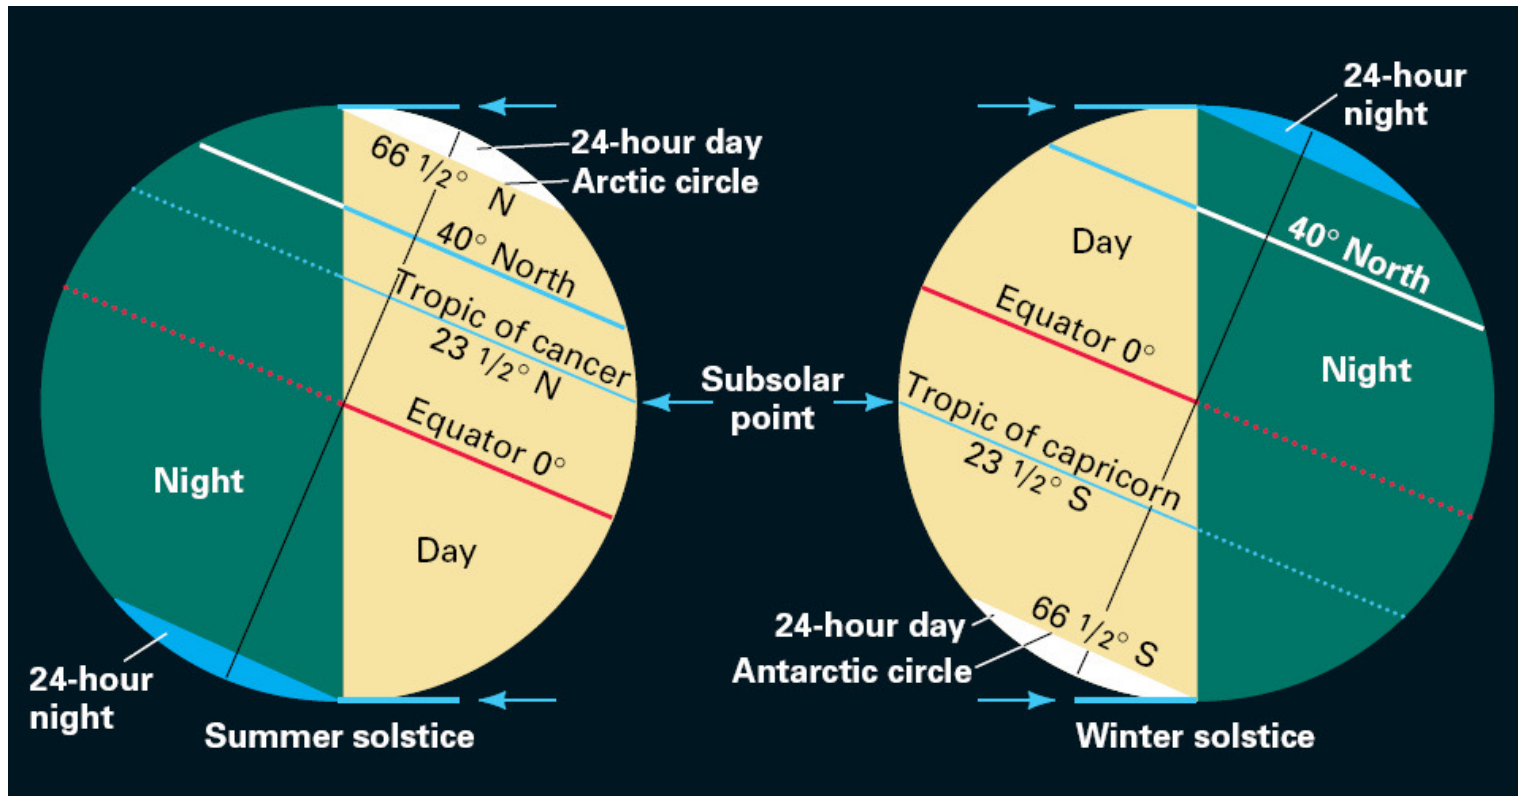 24-hour day
Arctic circle
66 1/2° N
40° North
Tropic of cancer
23 1/2° N
Equator 0°
Night
Day
24-hour
night
Summer solstice
Subsolar
point
24-hour
night
40° North
Day
Equator 0°
Night
Tropic of capricorn
23 1/2° S
66 1/2° S
24-hour day
Antarctic circle
Winter solstice